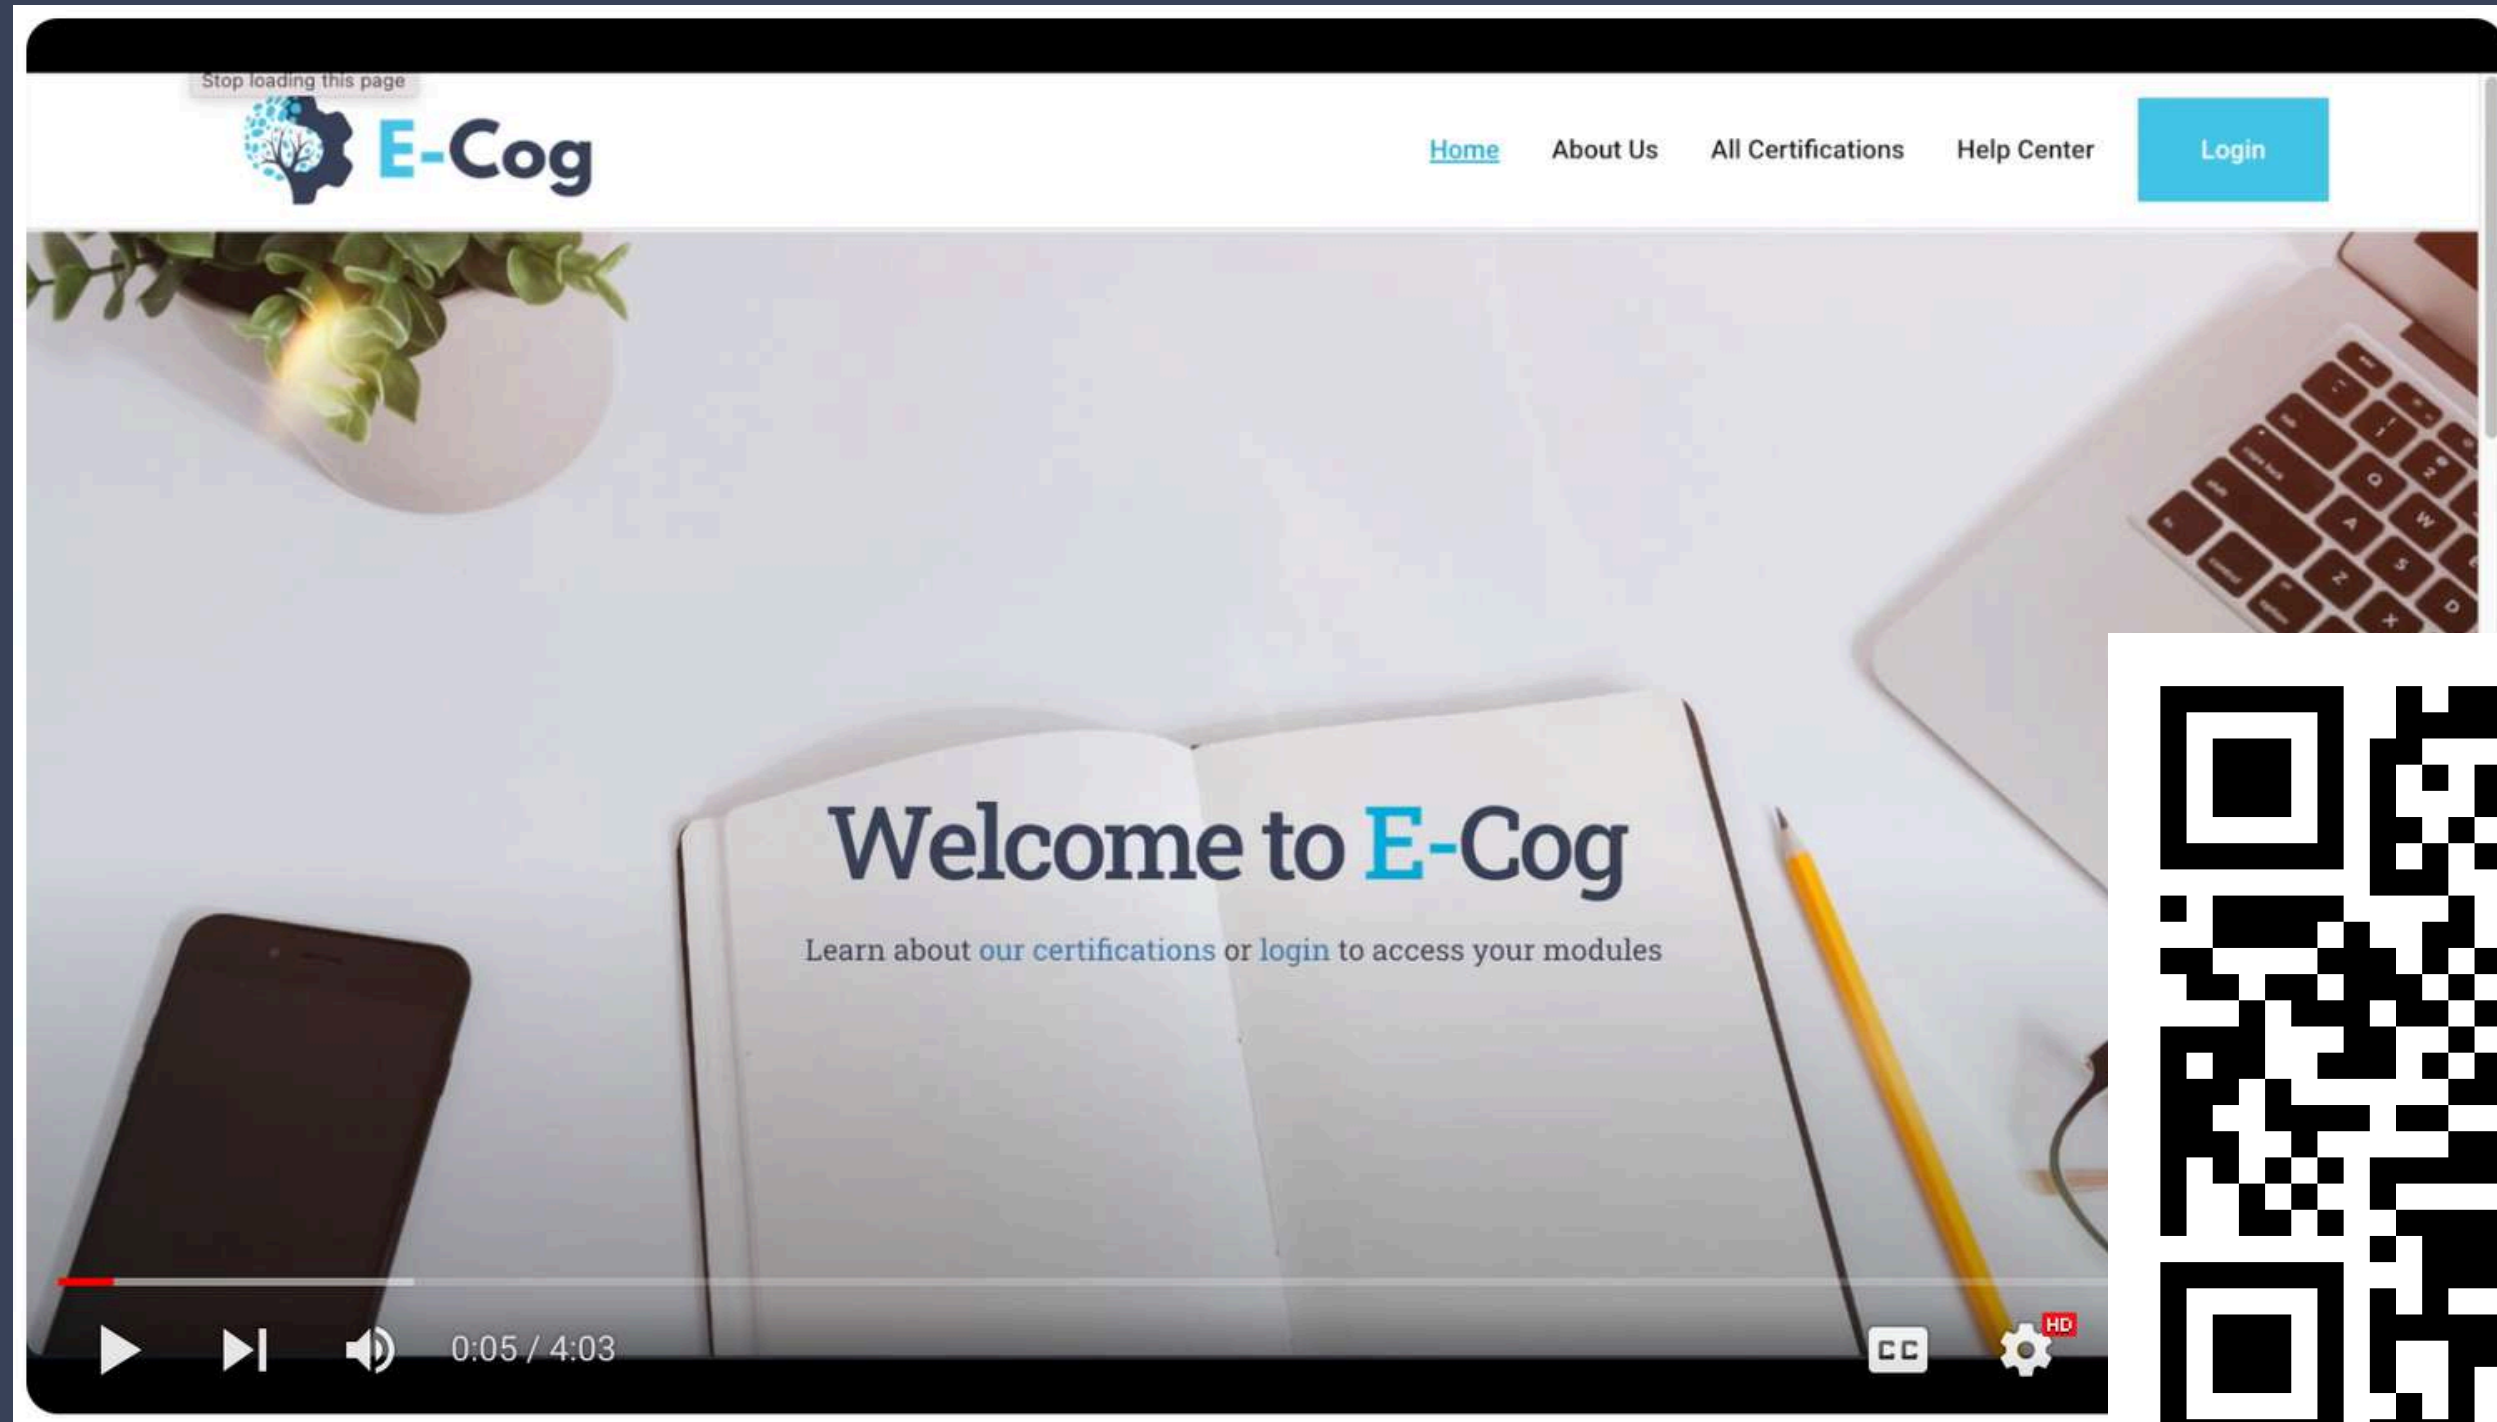 Stop loading this page
E-Cog
Home About Us All Certifications Help Center Login
Welcome to E-Cog
Learn about our certifications or login to access your modules
0:05 / 4:03
CC
HD